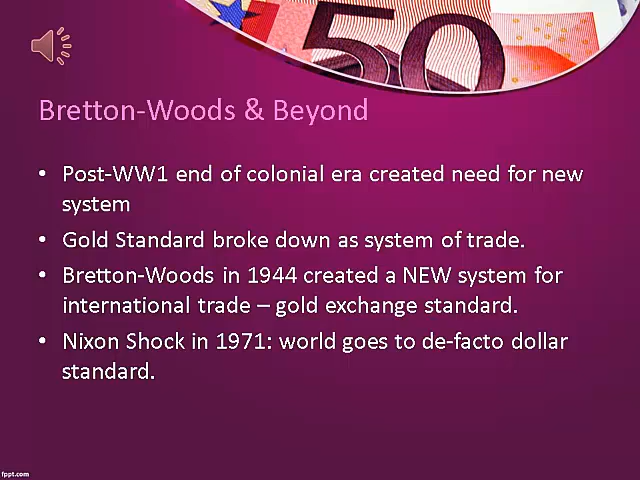 50
Bretton-Woods & Beyond
• Post-WW1 end of colonial era created need for new
system
• Gold Standard broke down as system of trade.
• Bretton-Woods in 1944 created a NEW system for
international trade – gold exchange standard.
• Nixon Shock in 1971: world goes to de-facto dollar
standard.
fppt.com